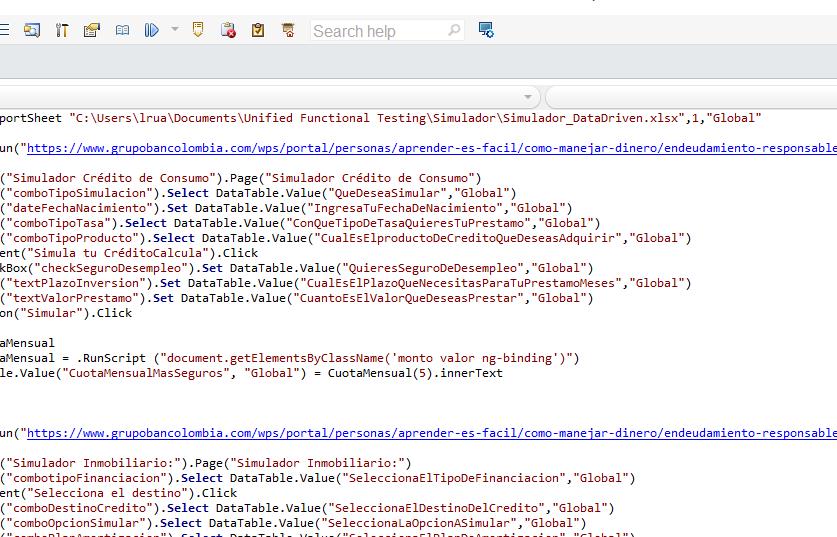 Search help
portSheet "C:\Users\lrua\Documents\Unified Functional Testing\Simulador\Simulador_DataDriven.xlsx",1,"Global"
un("https://www.grupobancolombia.com/wps/portal/personas/aprender-es-facil/como-manejar-dinero/endeudamiento-responsable
("Simulador Crédito de Consumo").Page("Simulador Crédito de Consumo")
("comboTipoSimulacion").Select DataTable.Value("QueDeseaSimular","Global")
("dateFechaNacimiento").Set DataTable.Value("IngresaTuFechaDeNacimiento","Global")
("comboTipoTasa").Select DataTable.Value("ConQueTipoDeTasaQuieresTuPrestamo","Global")
("comboTipoProducto").Select DataTable.Value("CualEsElproductoDeCreditoQueDeseasAdquirir","Global")
ent("Simula tu CréditoCalcula").Click
kBox("checkSeguroDesempleo").Set DataTable.Value("QuieresSeguroDeDesempleo","Global")
("textPlazoInversion").Set DataTable.Value("CualEsElPlazoQueNecesitasParaTuPrestamoMeses","Global")
("textValorPrestamo").Set DataTable.Value("CuantoEsElValorQueDeseasPrestar","Global")
on("Simular").Click
aMensual
aMensual = .RunScript ("document.getElementsByClassName('monto valor ng-binding')")
le.Value("CuotaMensualMasSeguros", "Global") = CuotaMensual(5).innerText
un("https://www.grupobancolombia.com/wps/portal/personas/aprender-es-facil/como-manejar-dinero/endeudamiento-responsable
("Simulador Inmobiliario:").Page("Simulador Inmobiliario:")
("combotipoFinanciacion").Select DataTable.Value("SeleccionaElTipoDeFinanciacion","Global")
ent("Selecciona el destino").Click
("comboDestinoCredito").Select DataTable.Value("SeleccionaElDestinoDelCredito","Global")
("comboOpcionSimular").Select DataTable.Value("SeleccionaLaOpcionASimular","Global")
("comboPlanAmortizacion").Select DataTable.Value("SeleccionaElPlanDeAmortizacion","Global")